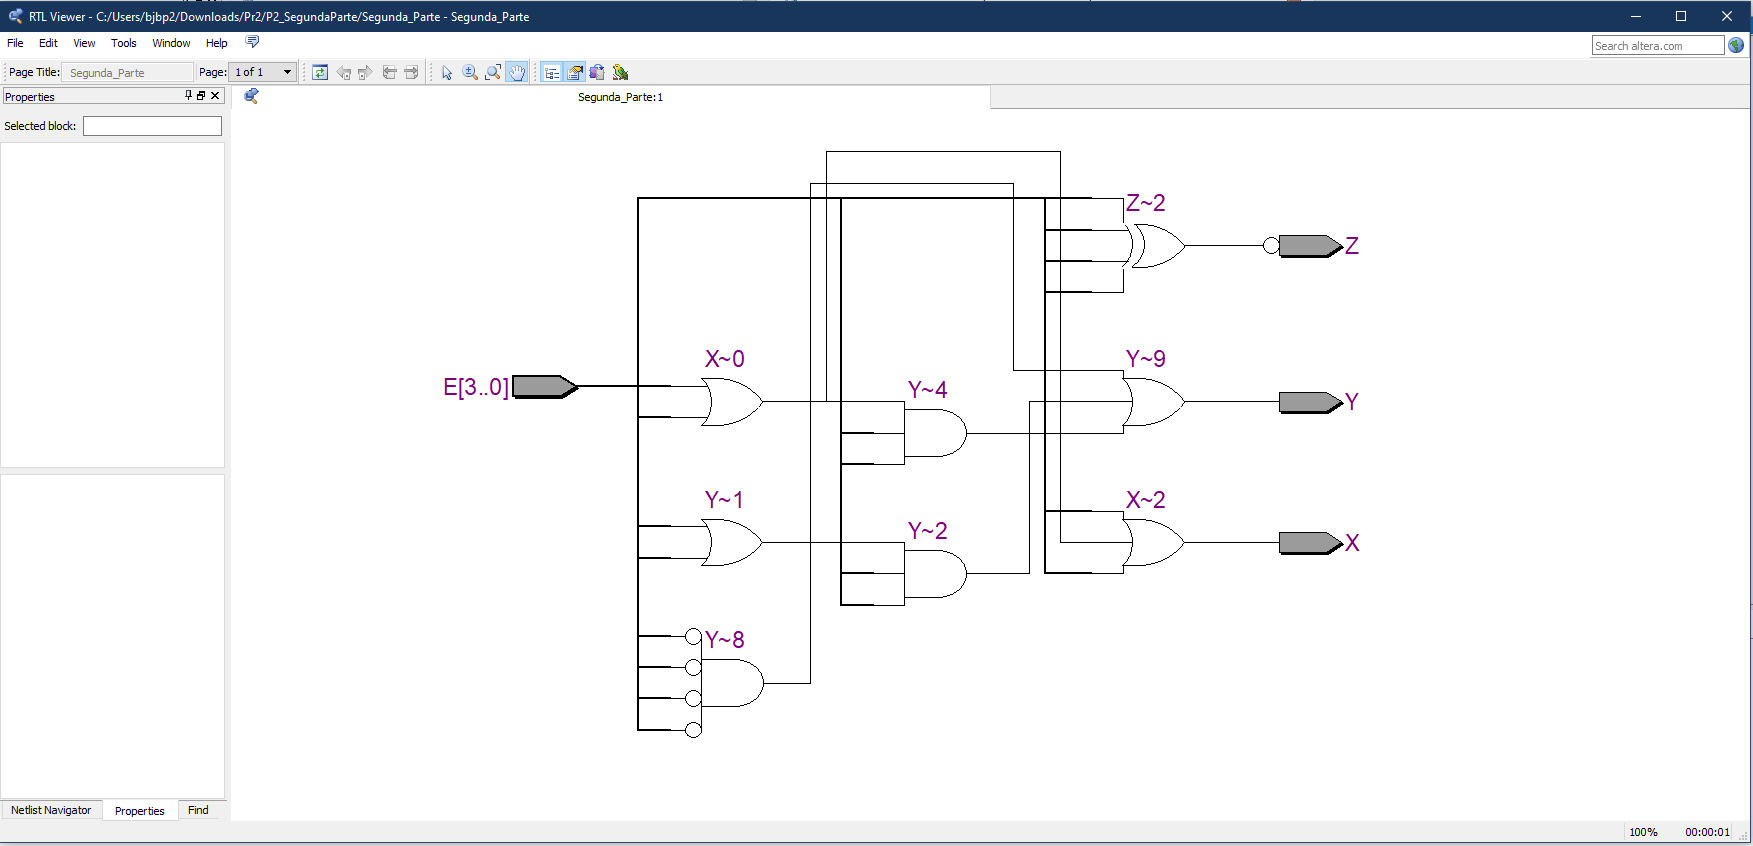 RTL Viewer - C:/Users/bjbp2/Downloads/Pr2/P2_SegundaParte/Segunda_Parte - Segunda_Parte
File Edit View Tools Window Help
Search altera.com
Page Title: Segunda_Parte Page: 1 of 1
Properties
Segunda_Parte:1
Selected block:
Z~2
Z
X~0
Y~9
E[3..0]
Y~4
Y
Y~1
X~2
Y~2
X
Y~8
Netlist Navigator Properties Find
100% 00:00:01